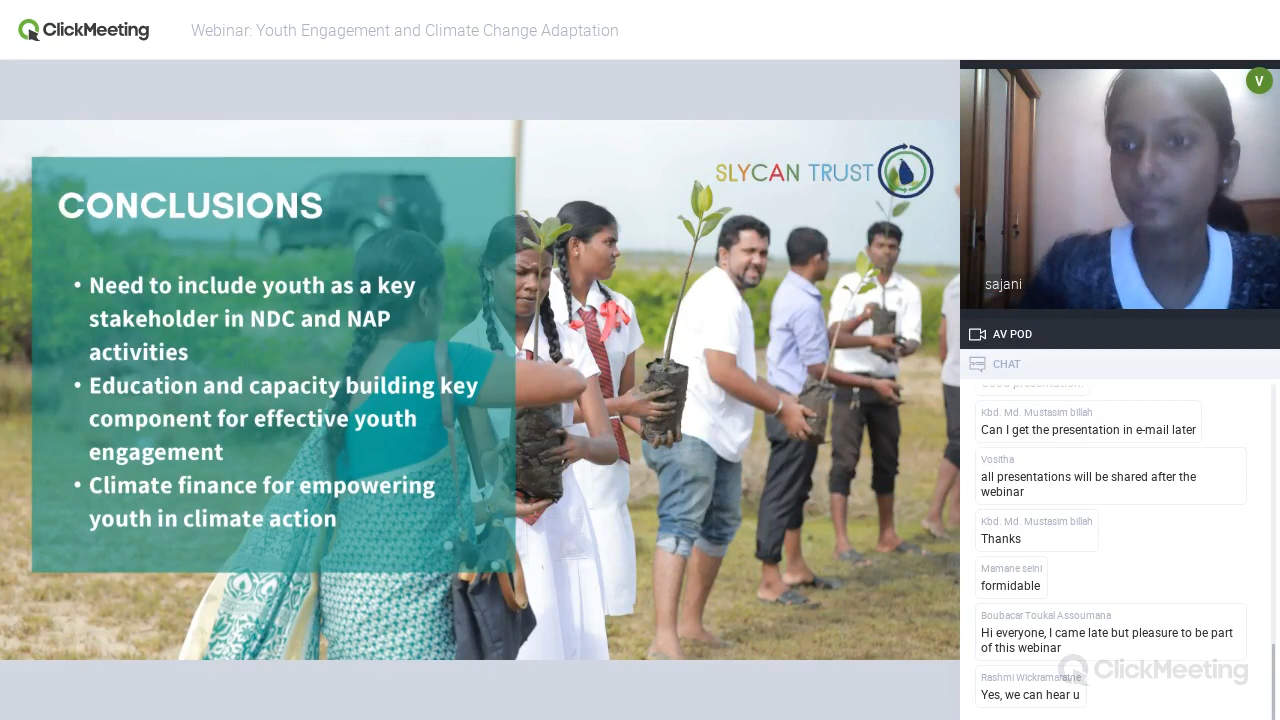 ClickMeeting
Webinar: Youth Engagement and Climate Change Adaptation
SLYCAN TRUST
CONCLUSIONS
• Need to include youth as a key
stakeholder in NDC and NAP
activities
• Education and capacity building key
component for effective youth
engagement
• Climate finance for empowering
youth in climate action
V
sajani
AV POD
CHAT
Good presentation!
Kbd. Md. Mustasim billah
Can I get the presentation in e-mail later
Vositha
all presentations will be shared after the
webinar
Kbd. Md. Mustasim billah
Thanks
Mamane seini
formidable
Boubacar Toukal Assoumana
Hi everyone, I came late but pleasure to be part
of this webinar
Rashmi Wickramaratne
Yes, we can hear u
ClickMeeting